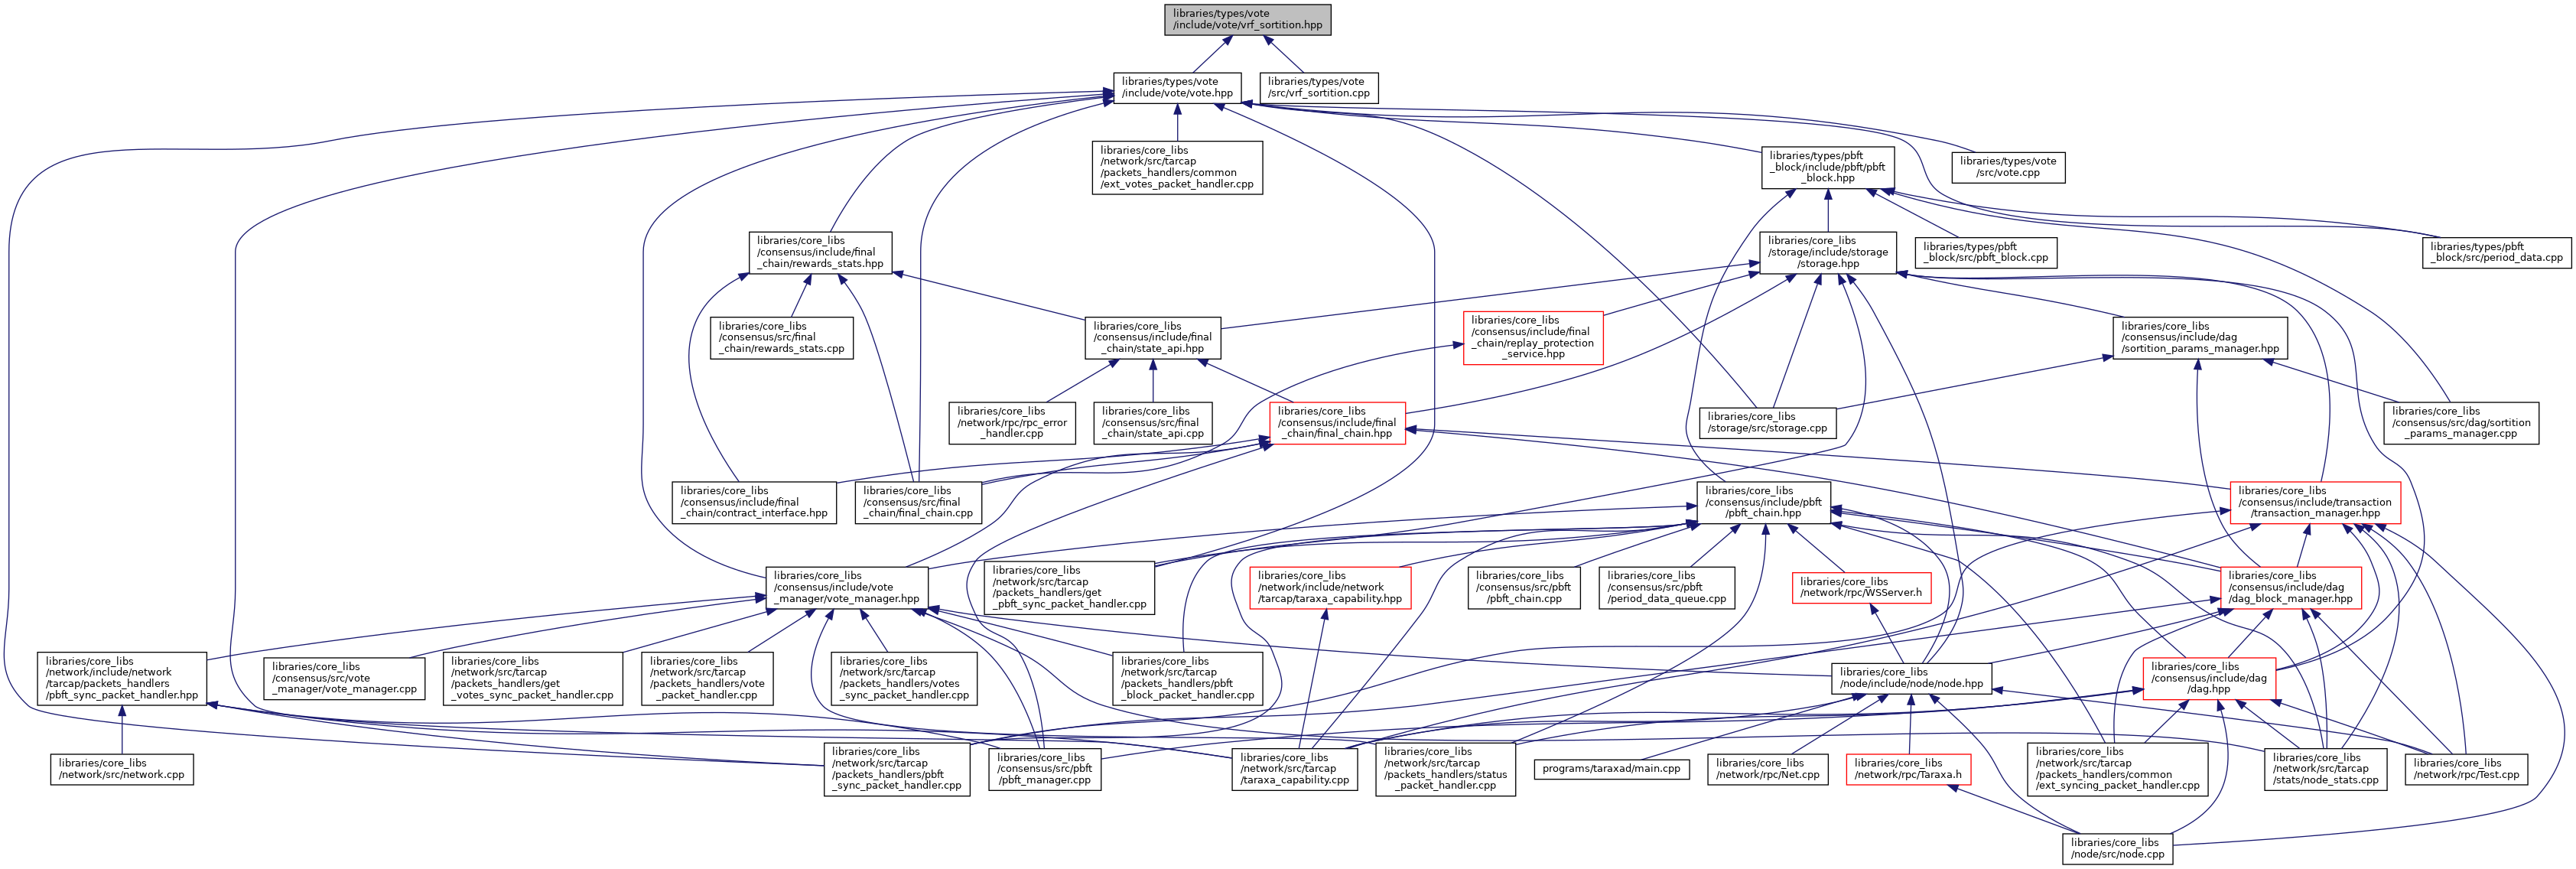 libraries/types/vote
/include/vote/vrf_sortition.hpp
libraries/types/vote
/include/vote/vote.hpp
libraries/types/vote
/src/vrf_sortition.cpp
libraries/core_libs
/network/src/tarcap
/packets_handlers/common
/ext_votes_packet_handler.cpp
libraries/types/pbft
_block/include/pbft/pbft
_block.hpp
libraries/types/vote
/src/vote.cpp
libraries/core_libs
/consensus/include/final
_chain/rewards_stats.hpp
libraries/core_libs
/storage/include/storage
/storage.hpp
libraries/types/pbft
_block/src/pbft_block.cpp
libraries/types/pbft
_block/src/period_data.cpp
libraries/core_libs
/consensus/src/final
_chain/rewards_stats.cpp
libraries/core_libs
/consensus/include/final
_chain/state_api.hpp
libraries/core_libs
/consensus/include/final
_chain/replay_protection
_service.hpp
libraries/core_libs
/consensus/include/dag
/sortition_params_manager.hpp
libraries/core_libs
/network/rpc/rpc_error
_handler.cpp
libraries/core_libs
/consensus/src/final
_chain/state_api.cpp
libraries/core_libs
/consensus/include/final
_chain/final_chain.hpp
libraries/core_libs
/storage/src/storage.cpp
libraries/core_libs
/consensus/src/dag/sortition
_params_manager.cpp
libraries/core_libs
/consensus/include/final
_chain/contract_interface.hpp
libraries/core_libs
/consensus/src/final
_chain/final_chain.cpp
libraries/core_libs
/consensus/include/pbft
/pbft_chain.hpp
libraries/core_libs
/consensus/include/transaction
/transaction_manager.hpp
libraries/core_libs
/consensus/include/vote
_manager/vote_manager.hpp
libraries/core_libs
/network/src/tarcap
/packets_handlers/get
_pbft_sync_packet_handler.cpp
libraries/core_libs
/network/include/network
/tarcap/taraxa_capability.hpp
libraries/core_libs
/consensus/src/pbft
/pbft_chain.cpp
libraries/core_libs
/consensus/src/pbft
/period_data_queue.cpp
libraries/core_libs
/network/rpc/WSServer.h
libraries/core_libs
/consensus/include/dag
/dag_block_manager.hpp
libraries/core_libs
/network/include/network
/tarcap/packets_handlers
/pbft_sync_packet_handler.hpp
libraries/core_libs
/consensus/src/vote
_manager/vote_manager.cpp
libraries/core_libs
/network/src/tarcap
/packets_handlers/get
_votes_sync_packet_handler.cpp
libraries/core_libs
/network/src/tarcap
/packets_handlers/vote
_packet_handler.cpp
libraries/core_libs
/network/src/tarcap
/packets_handlers/votes
_sync_packet_handler.cpp
libraries/core_libs
/network/src/tarcap
/packets_handlers/pbft
_block_packet_handler.cpp
libraries/core_libs
/node/include/node/node.hpp
libraries/core_libs
/consensus/include/dag
/dag.hpp
libraries/core_libs
/network/src/network.cpp
libraries/core_libs
/network/src/tarcap
/packets_handlers/pbft
_sync_packet_handler.cpp
libraries/core_libs
/consensus/src/pbft
/pbft_manager.cpp
libraries/core_libs
/network/src/tarcap
/taraxa_capability.cpp
libraries/core_libs
/network/src/tarcap
/packets_handlers/status
_packet_handler.cpp
programs/taraxad/main.cpp
libraries/core_libs
/network/rpc/Net.cpp
libraries/core_libs
/network/rpc/Taraxa.h
libraries/core_libs
/network/src/tarcap
/packets_handlers/common
/ext_syncing_packet_handler.cpp
libraries/core_libs
/network/src/tarcap
/stats/node_stats.cpp
libraries/core_libs
/network/rpc/Test.cpp
libraries/core_libs
/node/src/node.cpp